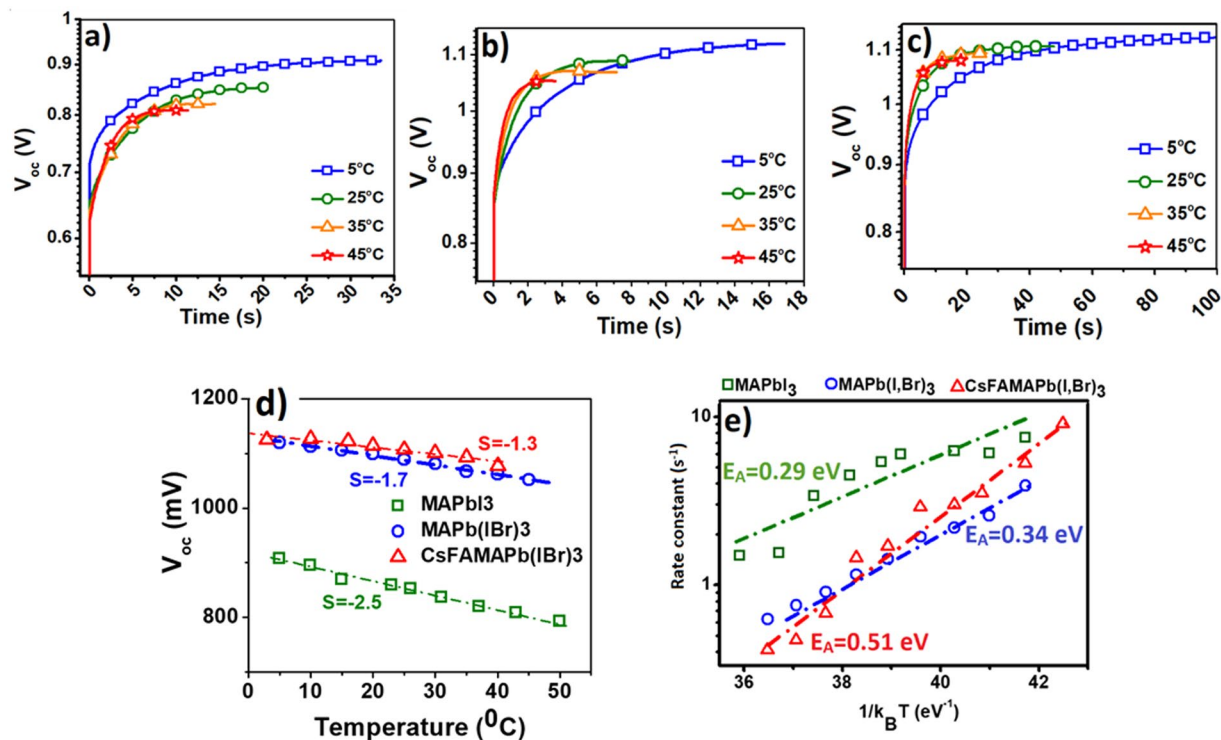 a)
1
0.9
0.8
0.7
0.6
V_oc (V)
0 5 10 15 20 25 30 35
Time (s)
5°C
25°C
35°C
45°C
b)
1.1
1
0.9
0.8
V_oc (V)
0 2 4 6 8 10 12 14 16 18
Time (s)
5°C
25°C
35°C
45°C
c)
1.1
1
0.9
0.8
V_oc (V)
0 20 40 60 80 100
Time (s)
5°C
25°C
35°C
45°C
d)
1200
1000
800
V_oc (mV)
S=-1.3
S=-1.7
MAPbI3
MAPb(IBr)3
CsFAMAPb(IBr)3
S=-2.5
0 10 20 30 40 50
Temperature (⁰C)
MAPbI₃ MAPb(I,Br)₃ CsFAMAPb(I,Br)₃
e)
10
1
Rate constant (s⁻¹)
E_A=0.29 eV
E_A=0.34 eV
E_A=0.51 eV
36 38 40 42
1/k_BT (eV⁻¹)